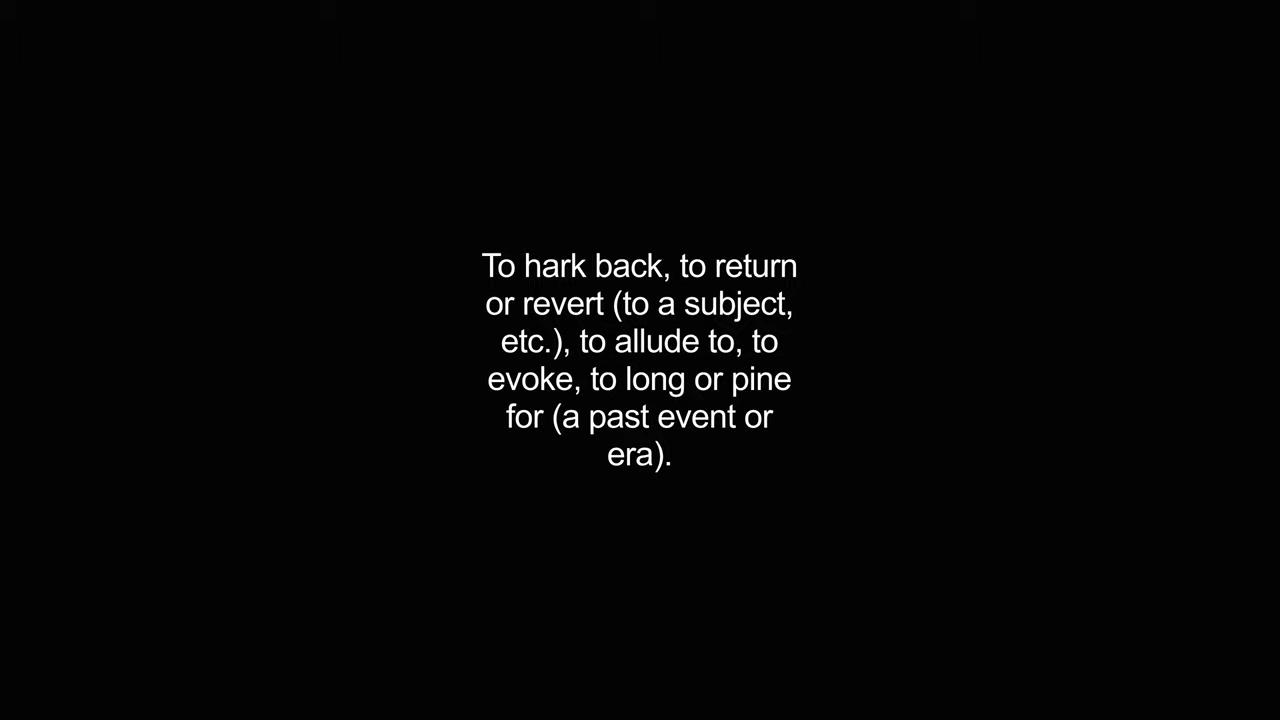 To hark back, to return
or revert (to a subject,
etc.), to allude to, to
evoke, to long or pine
for (a past event or
era).